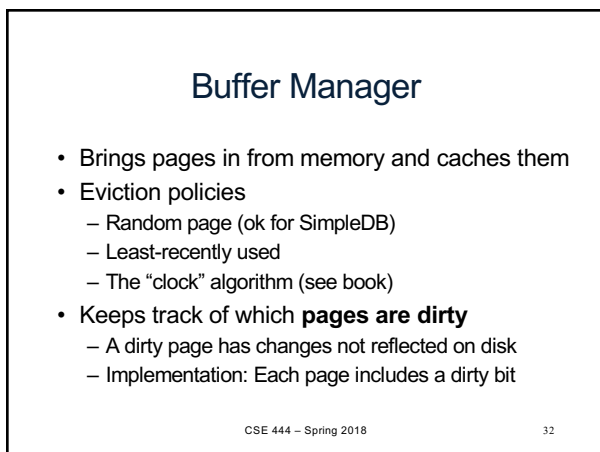 Buffer Manager
• Brings pages in from memory and caches them
• Eviction policies
– Random page (ok for SimpleDB)
– Least-recently used
– The “clock” algorithm (see book)
• Keeps track of which pages are dirty
– A dirty page has changes not reflected on disk
– Implementation: Each page includes a dirty bit
CSE 444 – Spring 2018 32